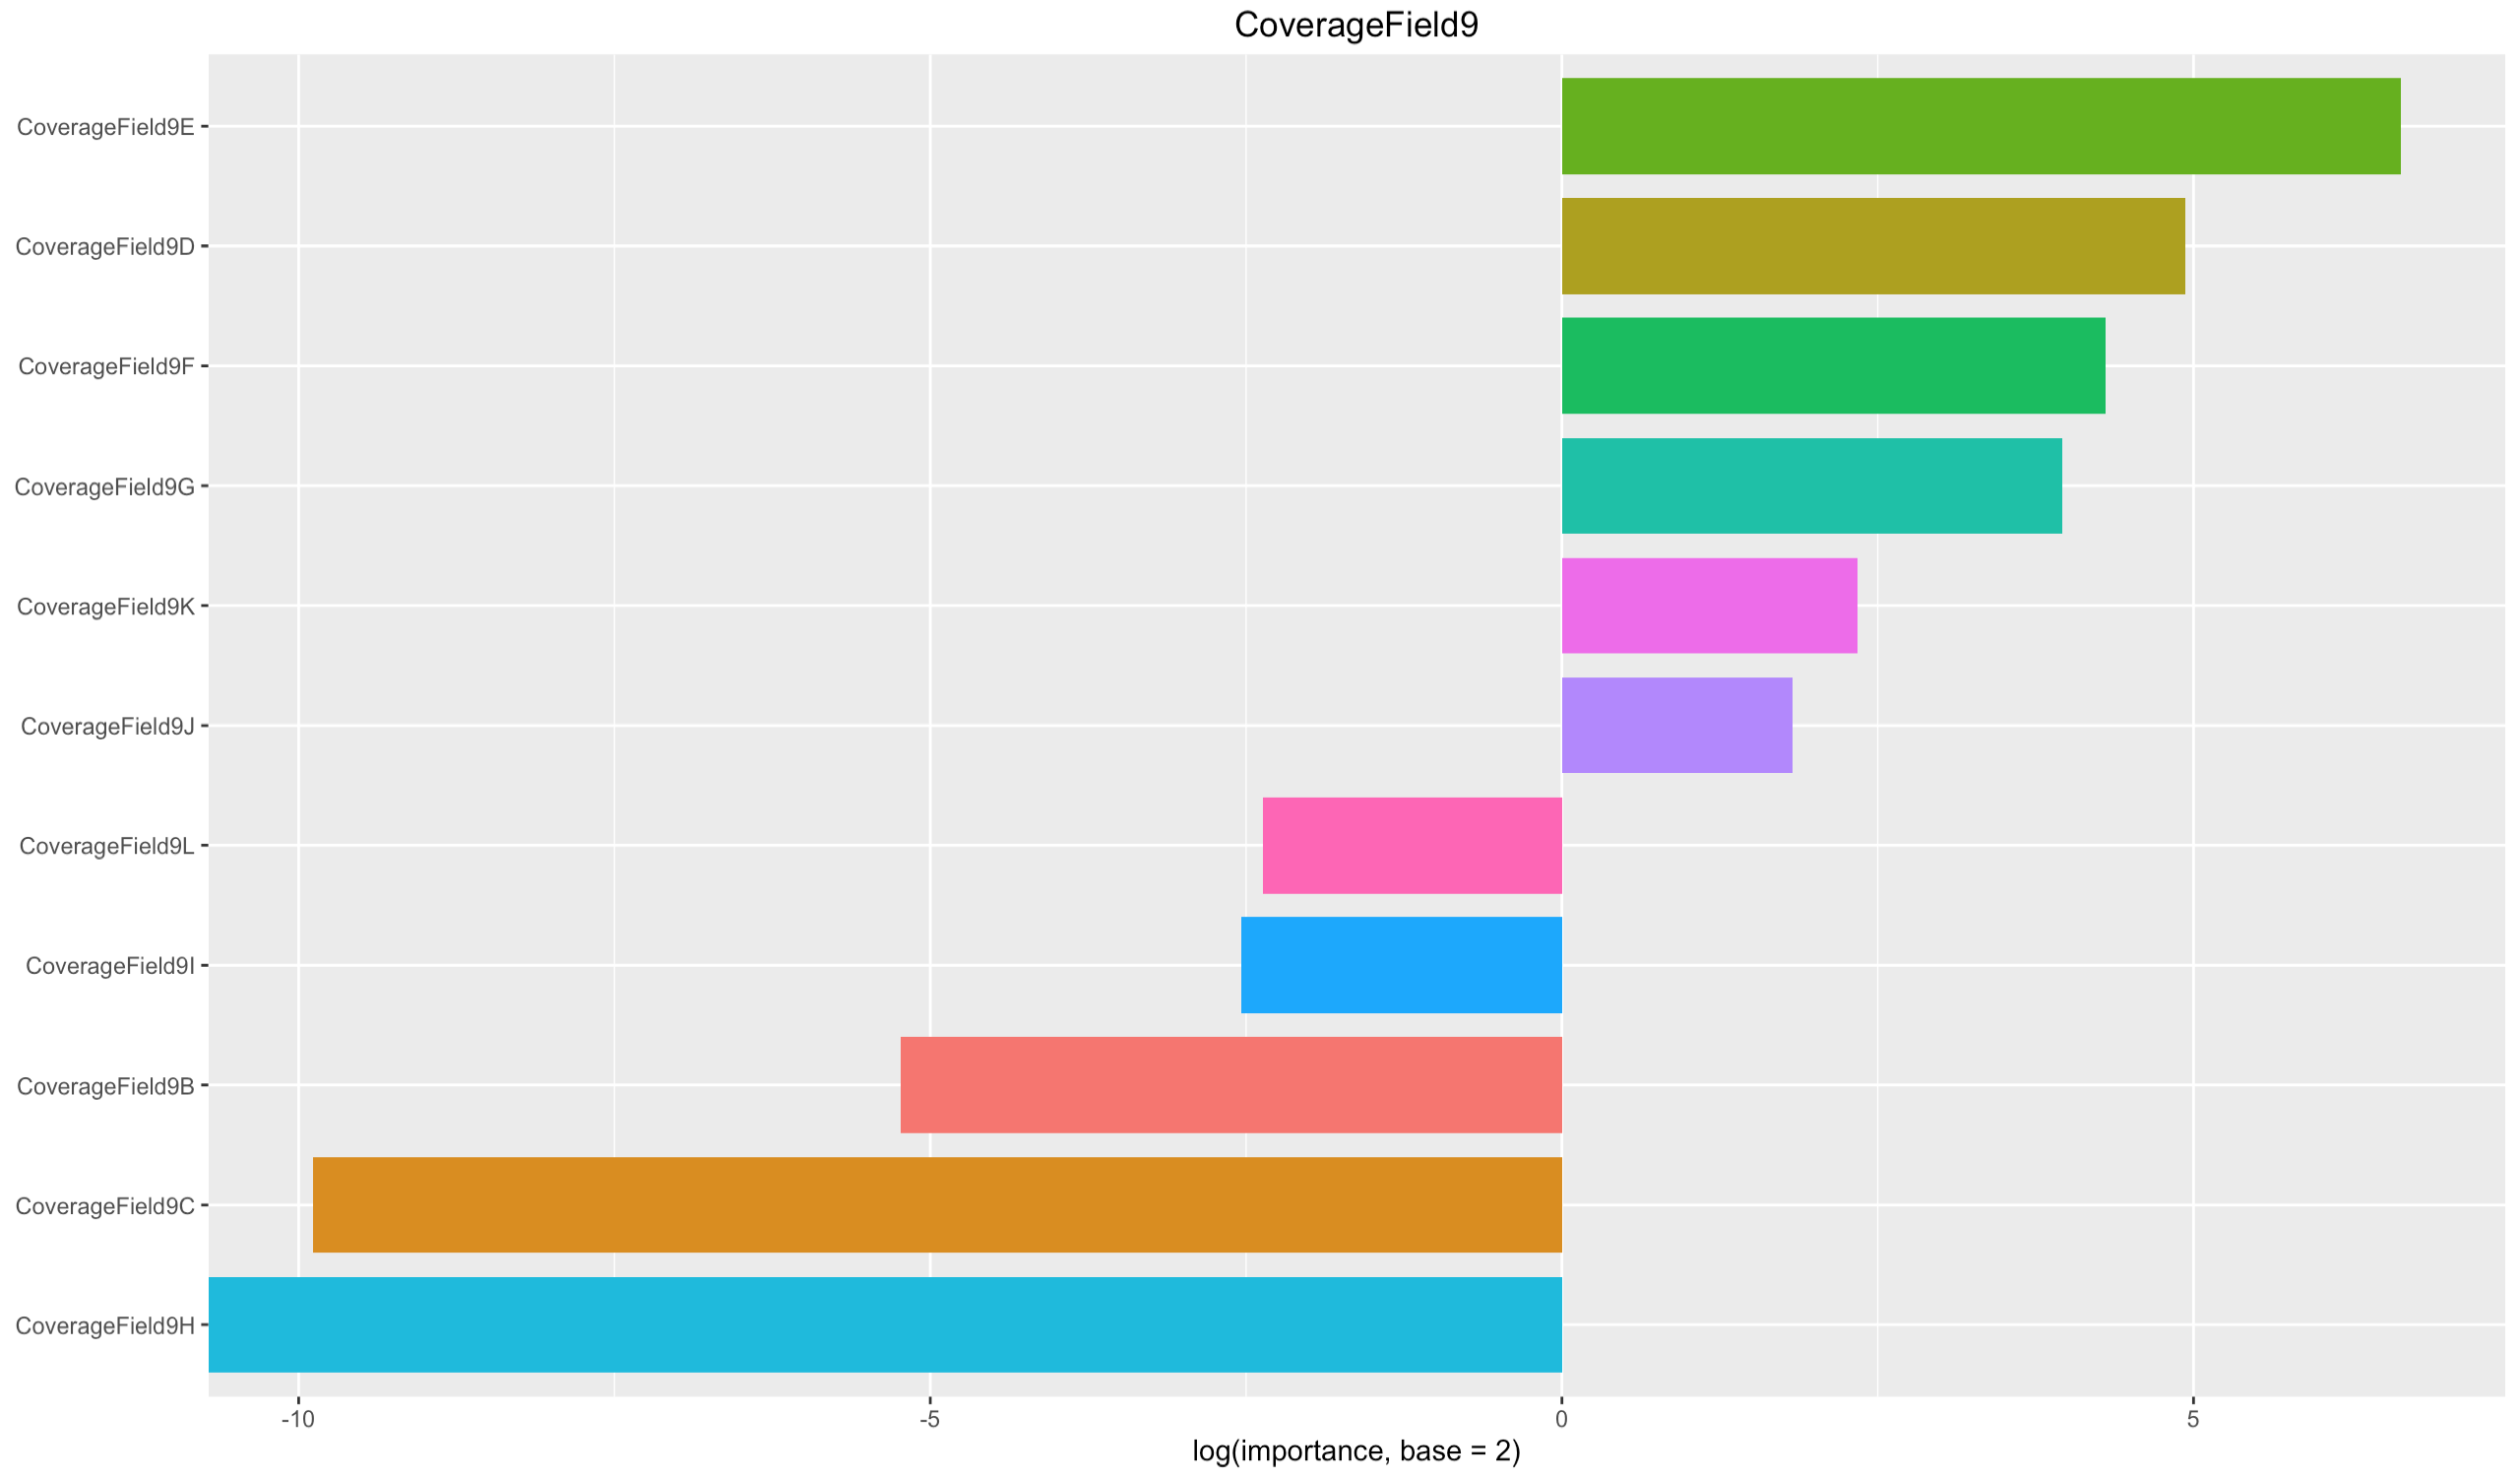 CoverageField9
CoverageField9E
CoverageField9D
CoverageField9F
CoverageField9G
CoverageField9K
CoverageField9J
CoverageField9L
CoverageField9I
CoverageField9B
CoverageField9C
CoverageField9H
-10 -5 0 5
log(importance, base = 2)